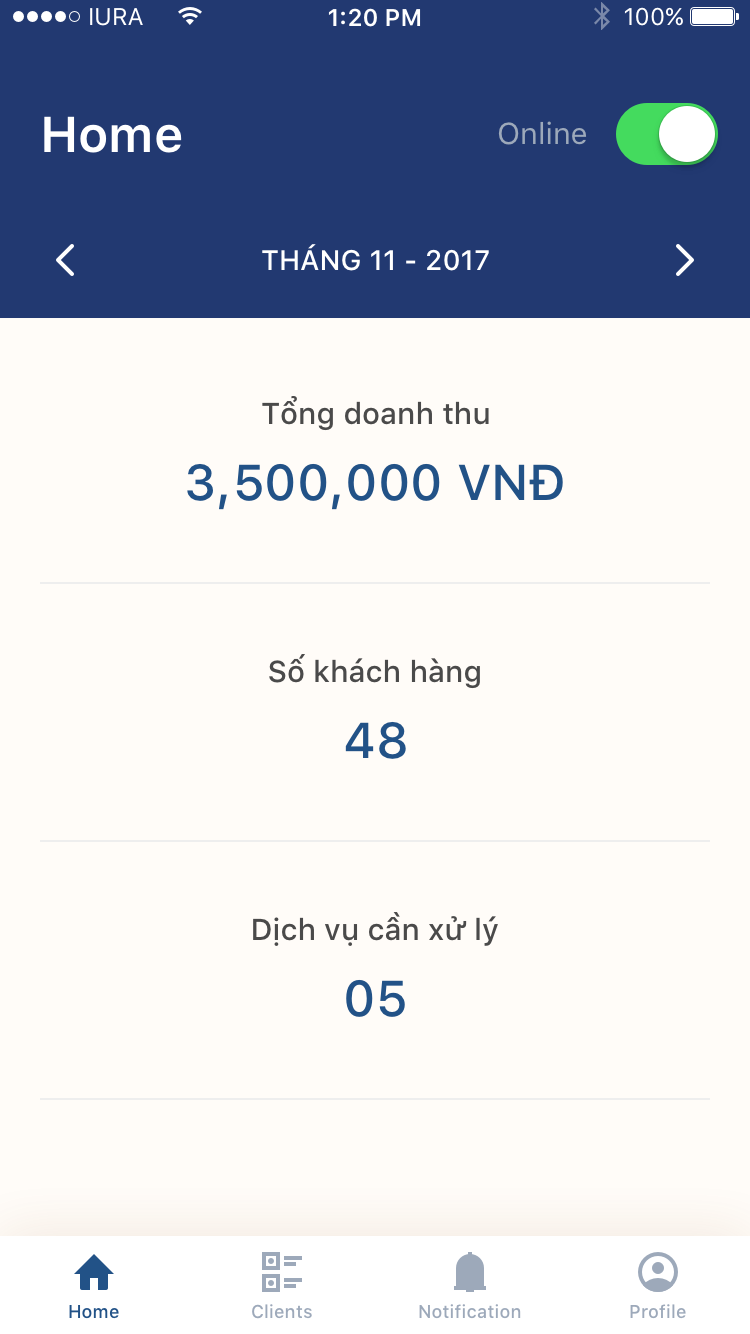 IURA 1:20 PM 100%
Home Online
THÁNG 11 - 2017
Tổng doanh thu
3,500,000 VNĐ
Số khách hàng
48
Dịch vụ cần xử lý
05
Home Clients Notification Profile